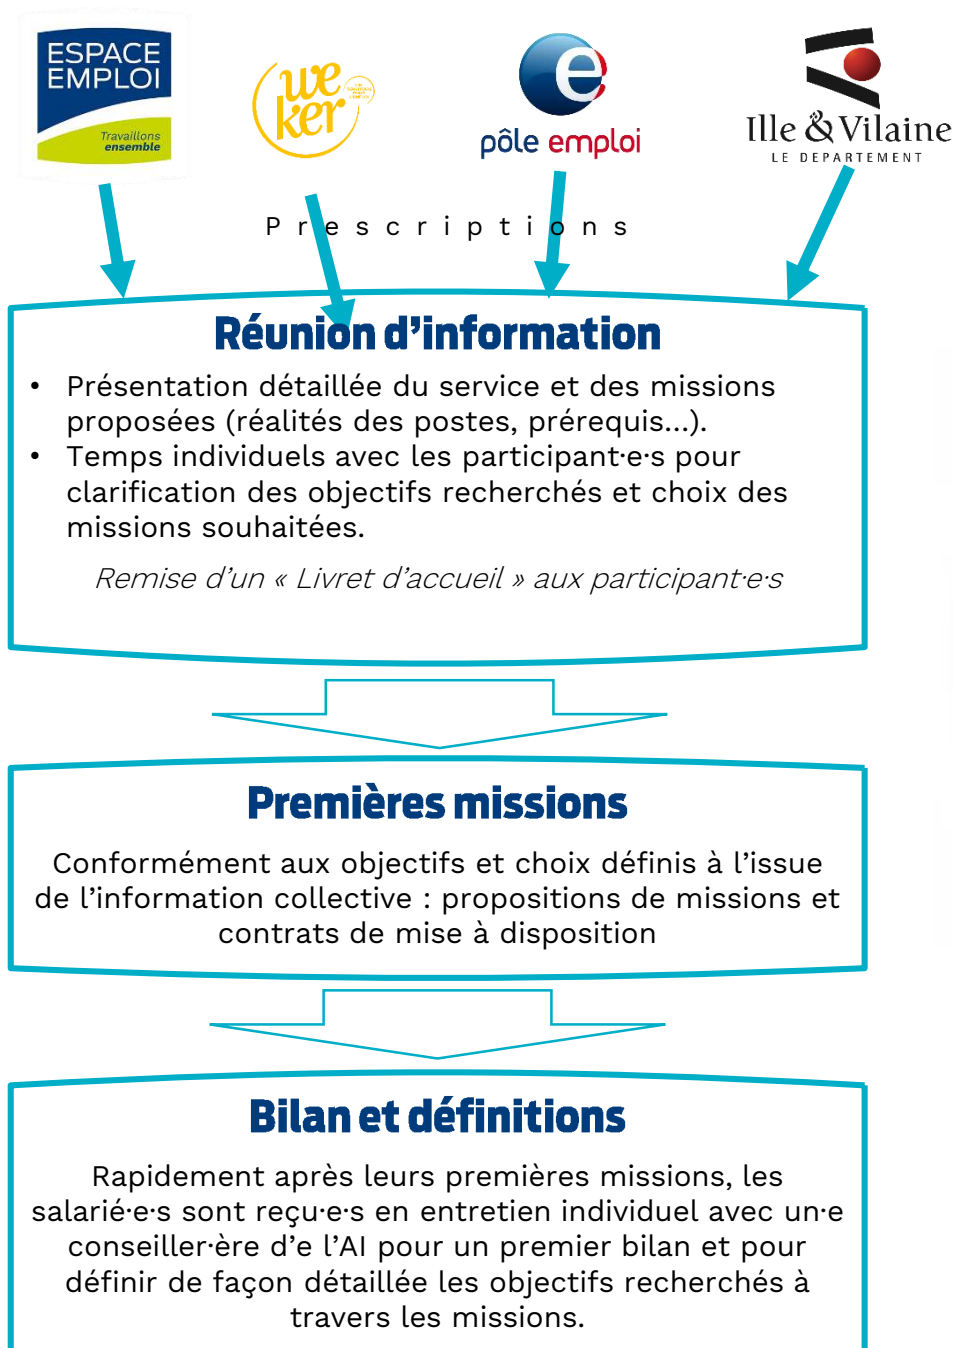 ESPACE
EMPLOI
Travaillons
ensemble
we
ker
pôle emploi
Ille & Vilaine
LE DEPARTEMENT
Prescriptions
Réunion d’information
• Présentation détaillée du service et des missions
proposées (réalités des postes, prérequis…).
• Temps individuels avec les participant·e·s pour
clarification des objectifs recherchés et choix des
missions souhaitées.
Remise d’un « Livret d’accueil » aux participant·e·s
Premières missions
Conformément aux objectifs et choix définis à l’issue
de l’information collective : propositions de missions et
contrats de mise à disposition
Bilan et définitions
Rapidement après leurs premières missions, les
salarié·e·s sont reçu·e·s en entretien individuel avec un·e
conseiller·ère d’e l’AI pour un premier bilan et pour
définir de façon détaillée les objectifs recherchés à
travers les missions.